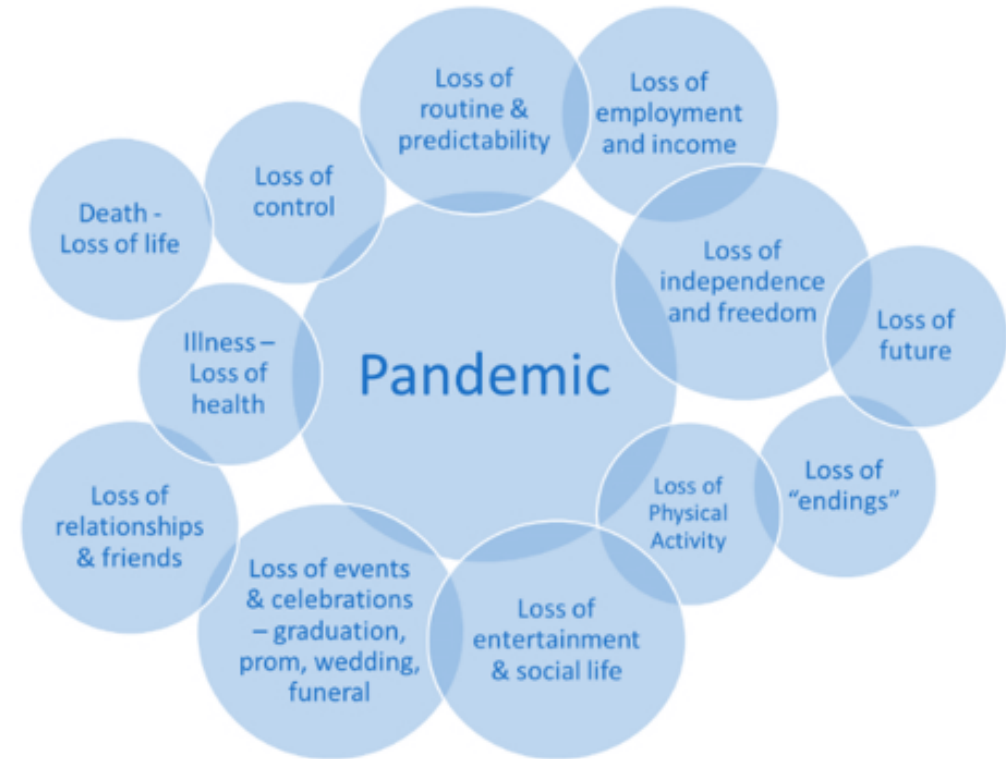 Loss of
routine &
predictability
Loss of
employment
and income
Loss of
control
Death -
Loss of life
Loss of
independence
and freedom
Loss of
future
Illness –
Loss of
health
Pandemic
Loss of
"endings"
Loss of
Physical
Activity
Loss of
relationships
& friends
Loss of events
& celebrations
– graduation,
prom, wedding,
funeral
Loss of
entertainment
& social life